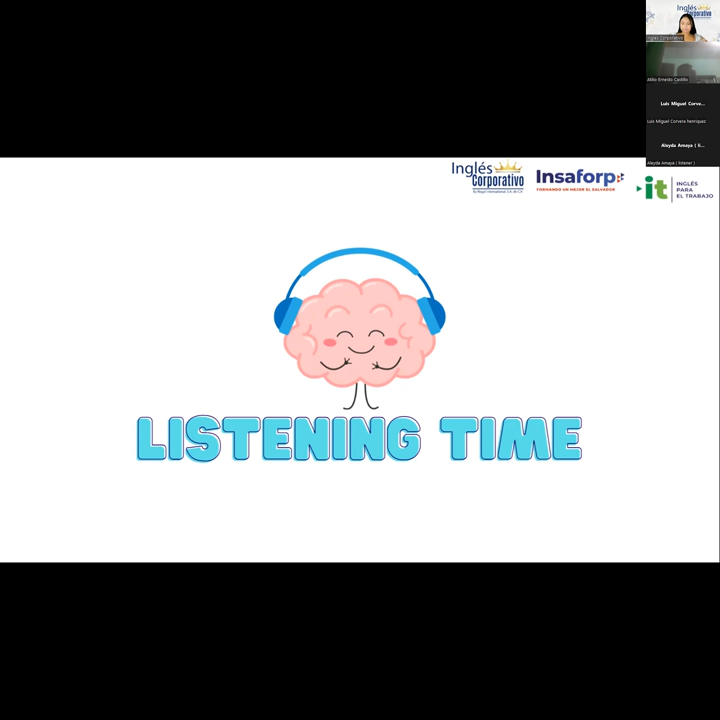 Inglés
Corporativo
Inglés Corporativo
Atilio Ernesto Castillo
Luis Miguel Corve...
Luis Miguel Corvera henriquez
Aleyda Amaya ( li...
Aleyda Amaya ( listener )
Inglés
Corporativo
Insaforp
FORMANDO UN MEJOR EL SALVADOR
it
INGLÉS
PARA
EL TRABAJO
LISTENING TIME